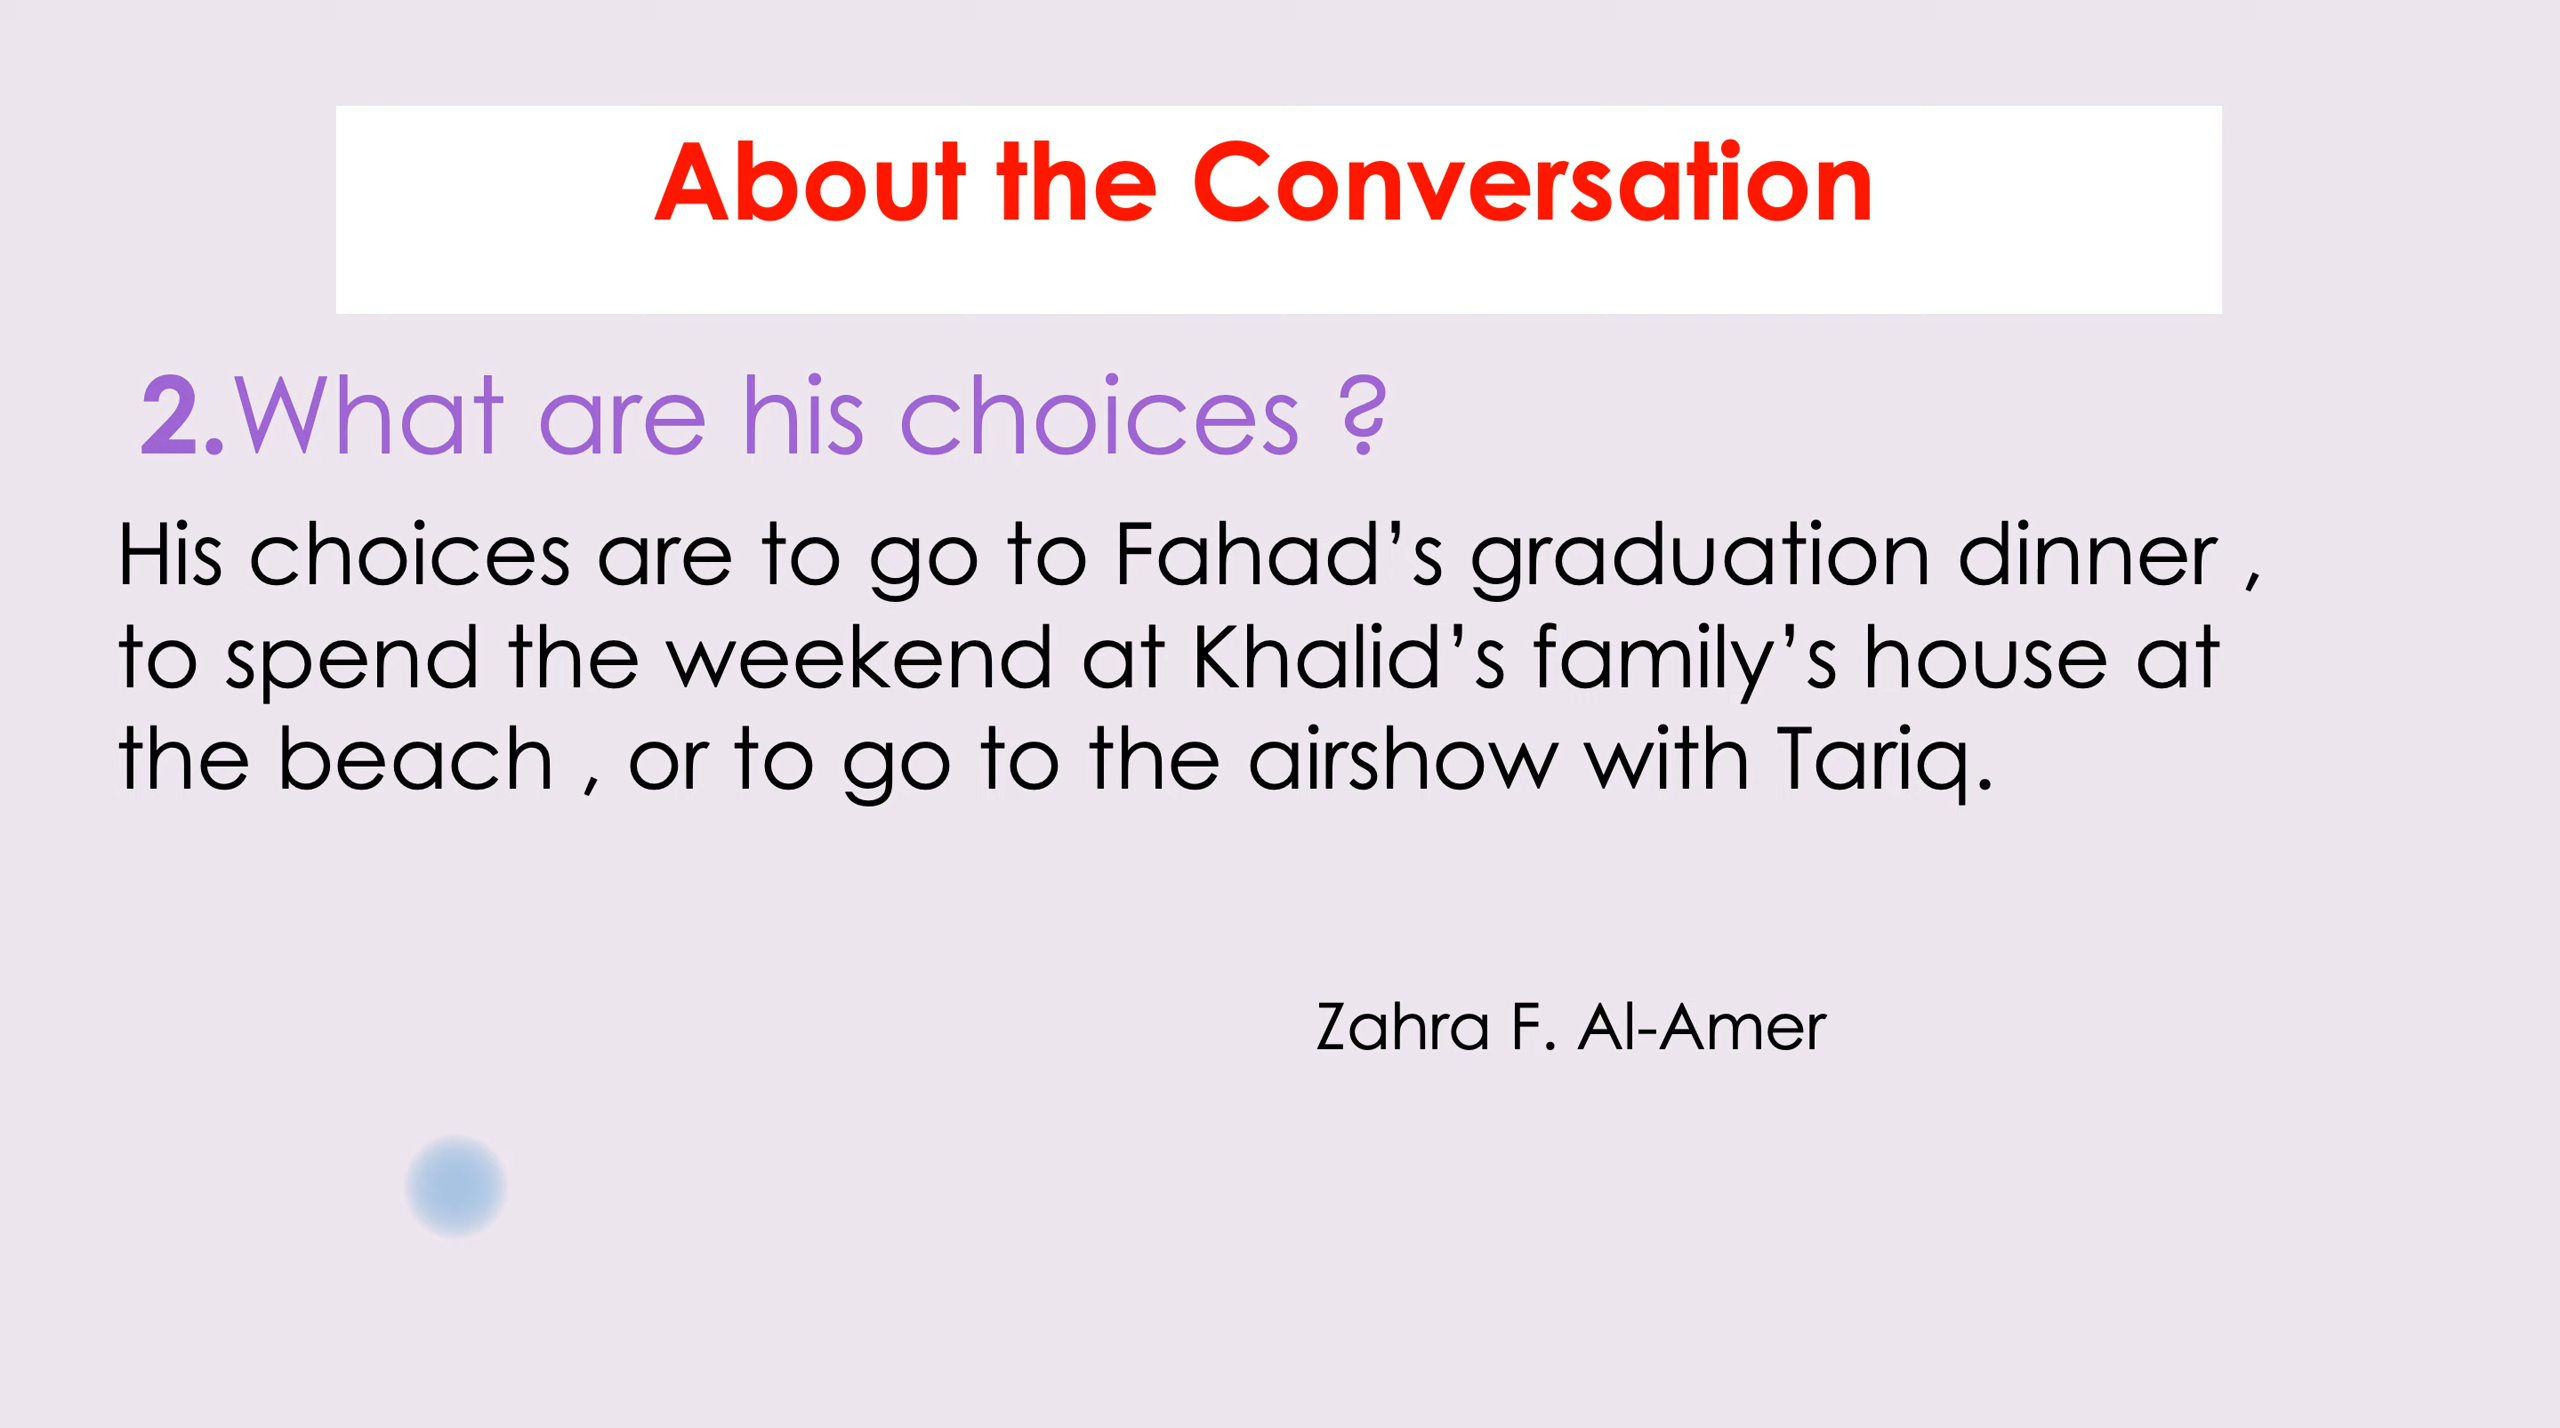 About the Conversation
2.What are his choices ?
His choices are to go to Fahad’s graduation dinner ,
to spend the weekend at Khalid’s family’s house at
the beach , or to go to the airshow with Tariq.
Zahra F. Al-Amer